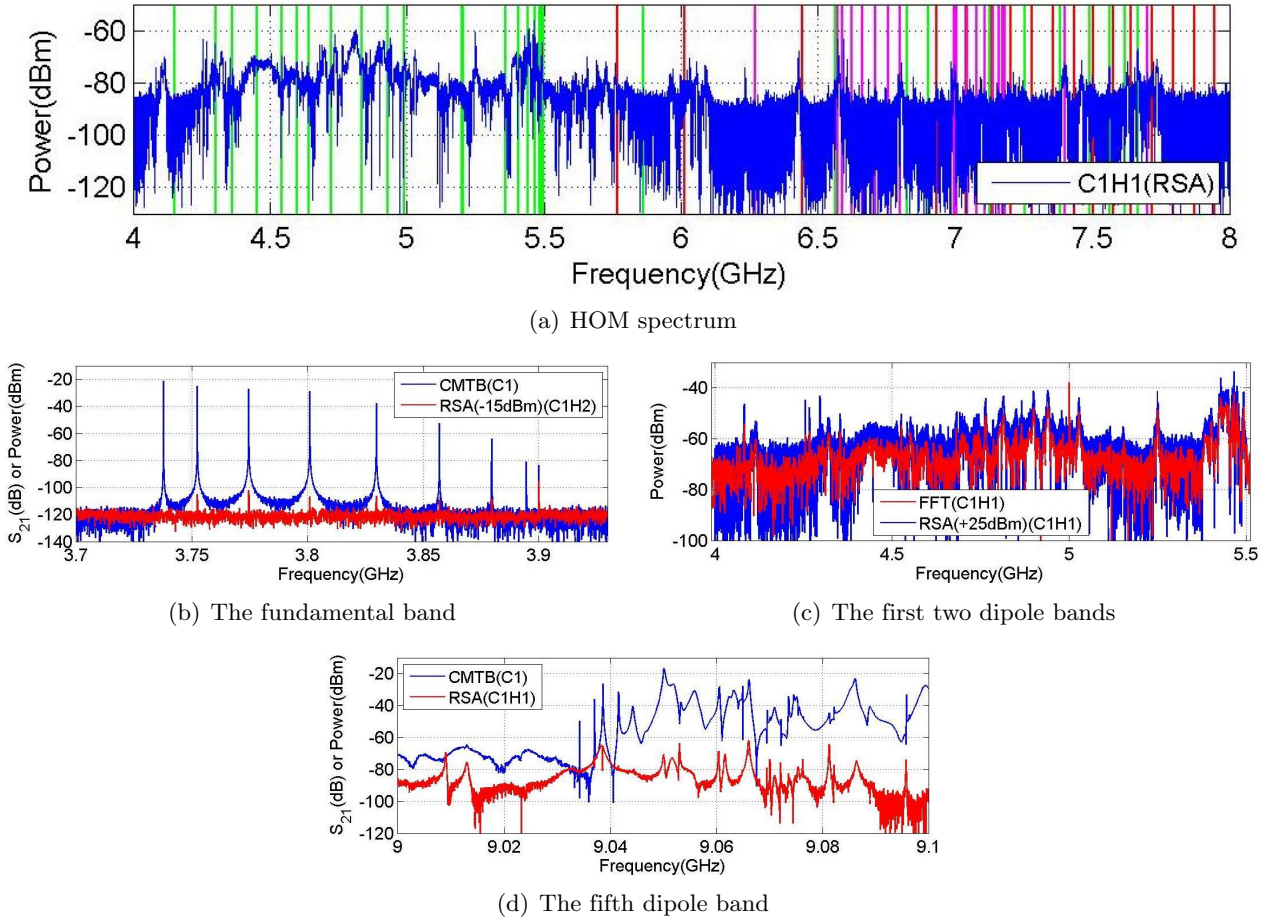 Power(dBm)
-60
-80
-100
-120
C1H1(RSA)
4 4.5 5 5.5 6 6.5 7 7.5 8
Frequency(GHz)
(a) HOM spectrum
S21(dB) or Power(dBm)
-20
-40
-60
-80
-100
-120
-140
CMTB(C1)
RSA(-15dBm)(C1H2)
3.7 3.75 3.8 3.85 3.9
Frequency(GHz)
(b) The fundamental band
Power(dBm)
-40
-60
-80
-100
FFT(C1H1)
RSA(+25dBm)(C1H1)
4 4.5 5 5.5
Frequency(GHz)
(c) The first two dipole bands
S21(dB) or Power(dBm)
-20
-40
-60
-80
-100
-120
CMTB(C1)
RSA(C1H1)
9 9.02 9.04 9.06 9.08 9.1
Frequency(GHz)
(d) The fifth dipole band